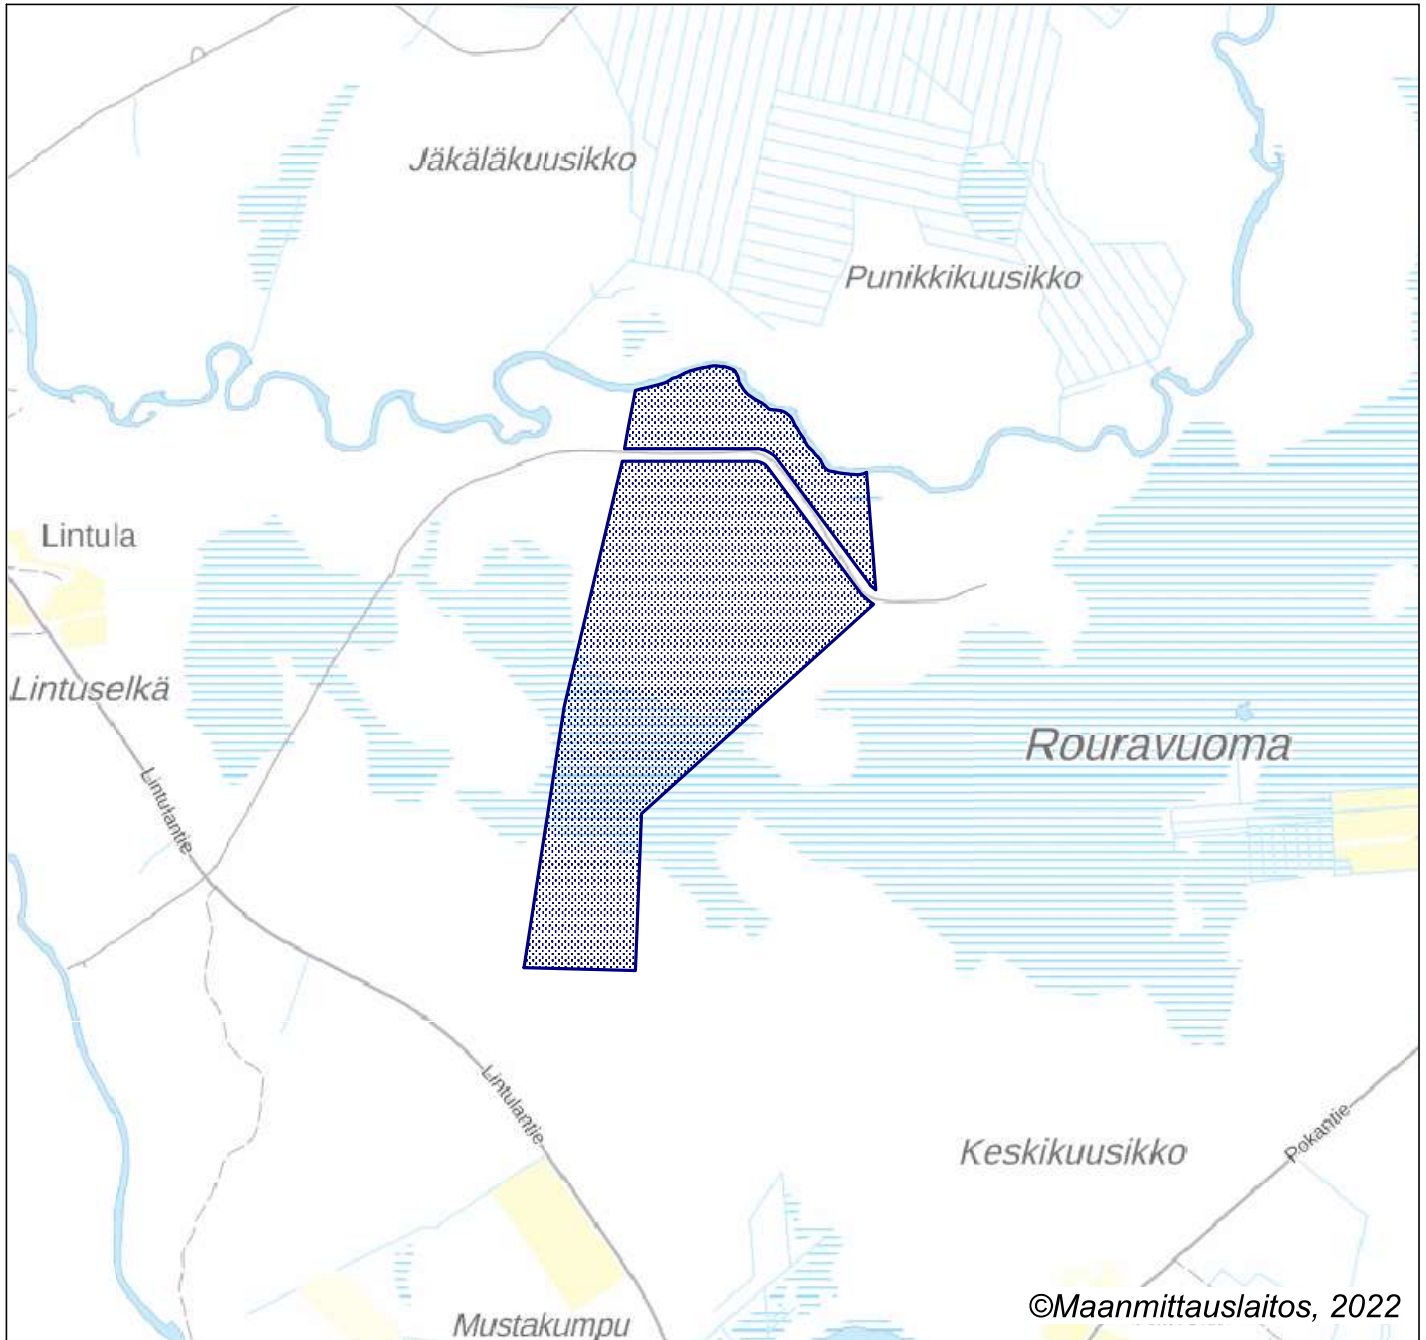 Jäkäläkuusikko
Punikkikuusikko
Lintula
Lintuselkä
Rouravuoma
Lintulantie
Lintulantie
Keskikuusikko
Pokantie
©Maanmittauslaitos, 2022
Mustakumpu